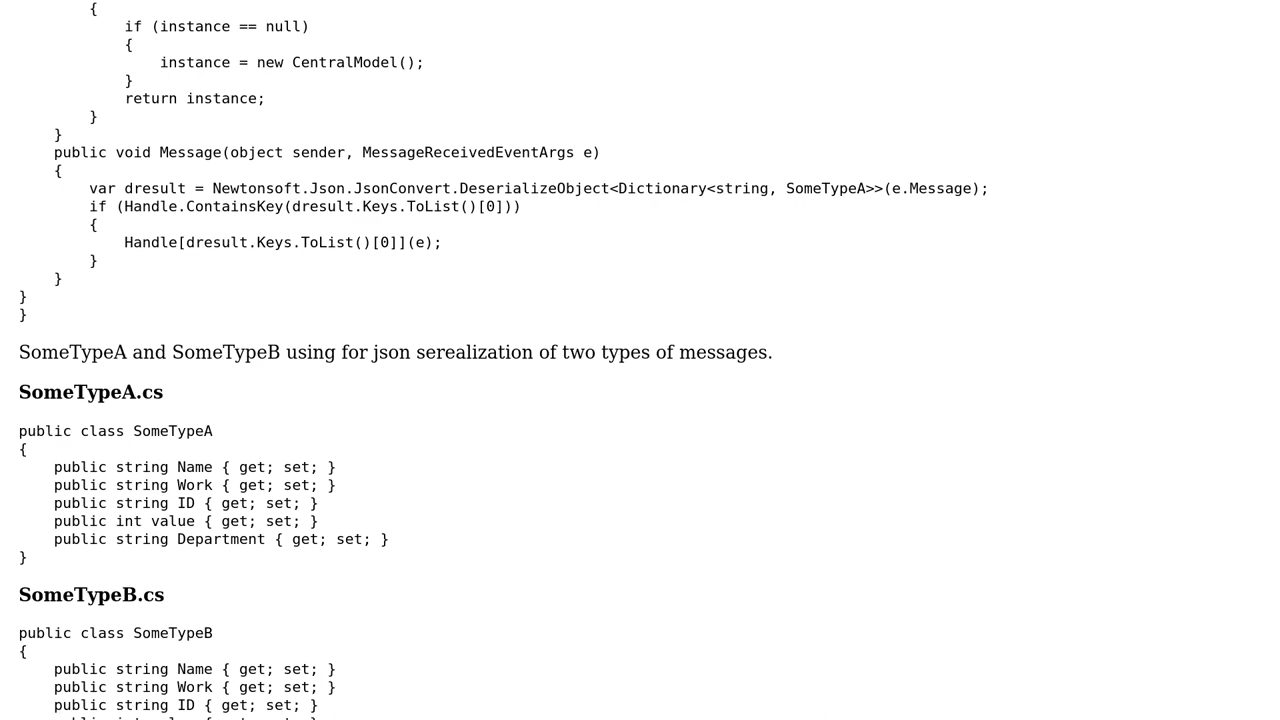 {
if (instance == null)
{
instance = new CentralModel();
}
return instance;
}
}
public void Message(object sender, MessageReceivedEventArgs e)
{
var dresult = Newtonsoft.Json.JsonConvert.DeserializeObject<Dictionary<string, SomeTypeA>>(e.Message);
if (Handle.ContainsKey(dresult.Keys.ToList()[0]))
{
Handle[dresult.Keys.ToList()[0]](e);
}
}
}
}
SomeTypeA and SomeTypeB using for json serealization of two types of messages.
SomeTypeA.cs
public class SomeTypeA
{
public string Name { get; set; }
public string Work { get; set; }
public string ID { get; set; }
public int value { get; set; }
public string Department { get; set; }
}
SomeTypeB.cs
public class SomeTypeB
{
public string Name { get; set; }
public string Work { get; set; }
public string ID { get; set; }